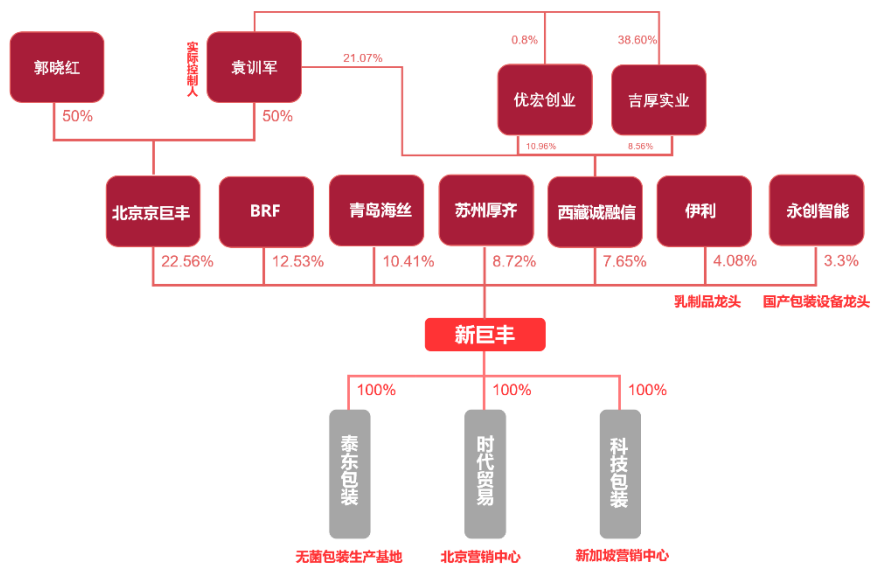 0.8%
38.60%
郭晓红
实际控制人
袁训军
21.07%
优宏创业
吉厚实业
50%
50%
10.96%
8.56%
北京京巨丰
BRF
青岛海丝
苏州厚齐
西藏诚融信
伊利
永创智能
22.56%
12.53%
10.41%
8.72%
7.65%
4.08%
3.3%
乳制品龙头
国产包装设备龙头
新巨丰
100%
100%
100%
泰东包装
时代贸易
科技包装
无菌包装生产基地
北京营销中心
新加坡营销中心